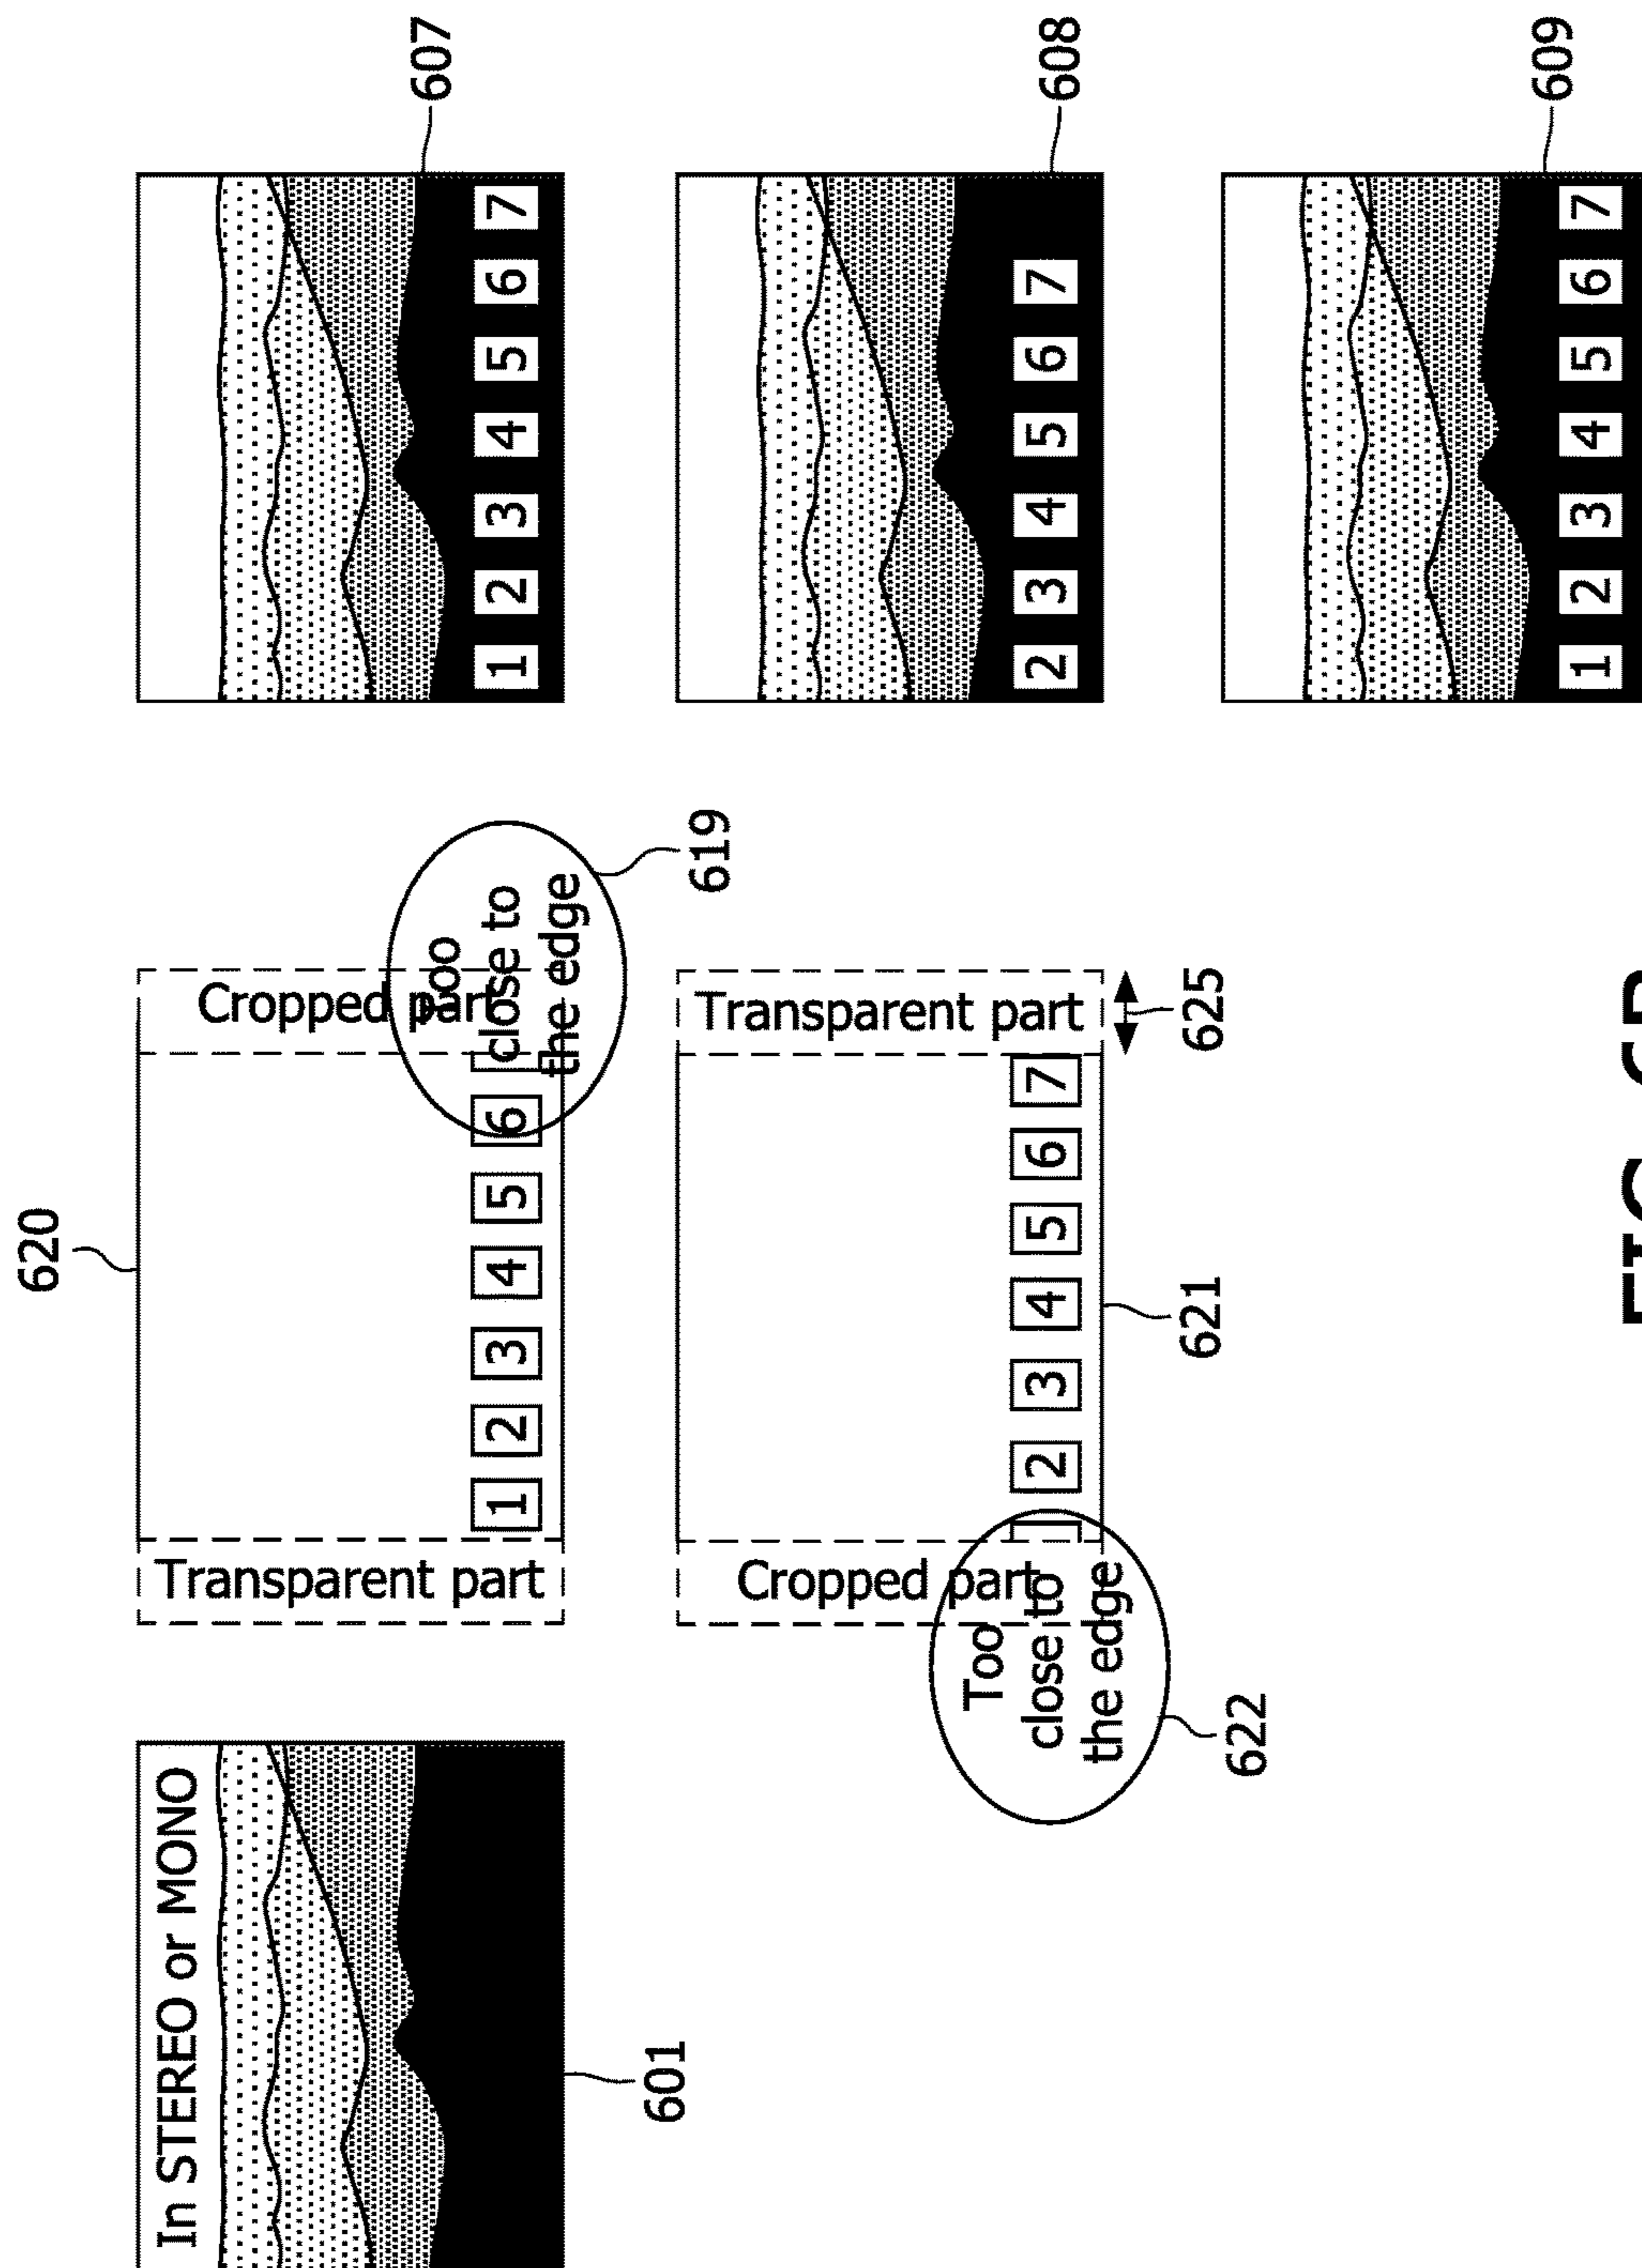 In STEREO or MONO
601
620
Transparent part
Cropped part
1 2 3 4 5 6
Too
close to
the edge
619
1 2 3 4 5 6 7
607
Cropped part
Transparent part
2 3 4 5 6 7
Too
close to
the edge
622
621
625
2 3 4 5 6 7
608
1 2 3 4 5 6 7
609